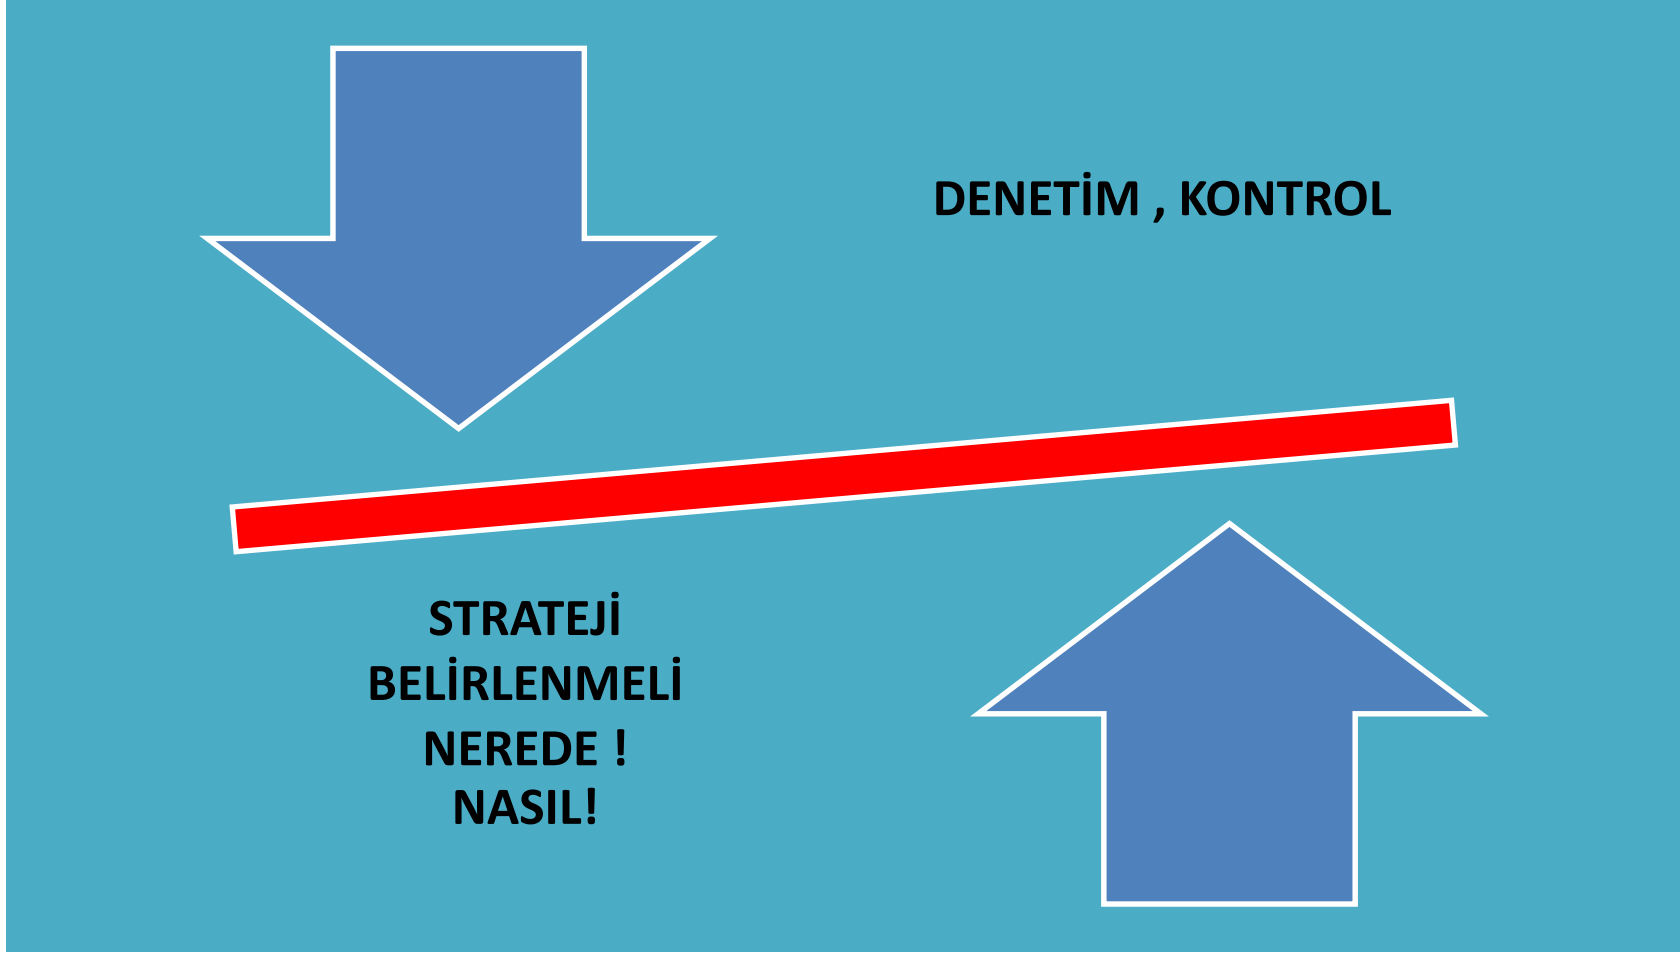 DENETİM , KONTROL
STRATEJİ
BELİRLENMELİ
NEREDE !
NASIL!